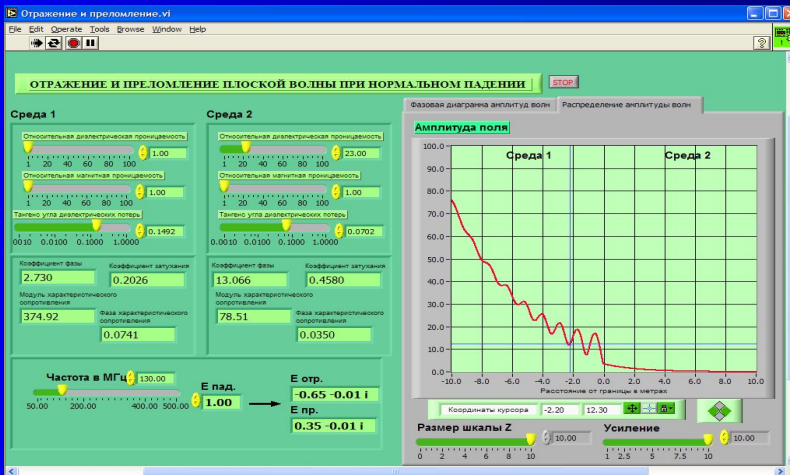 Отражение и преломление.vi
File Edit Operate Tools Browse Window Help
ОТРАЖЕНИЕ И ПРЕЛОМЛЕНИЕ ПЛОСКОЙ ВОЛНЫ ПРИ НОРМАЛЬНОМ ПАДЕНИИ
STOP
Среда 1
Относительная диэлектрическая проницаемость
1.00
1 20 40 60 80 100
Относительная магнитная проницаемость
1.00
1 20 40 60 80 100
Тангенс угла диэлектрических потерь
0.1492
0010 0.0100 0.1000 1.0000
Коэффициент фазы
Коэффициент затухания
2.730
0.2026
Модуль характеристического
сопротивления
374.92
Фаза характеристического
сопротивления
0.0741
Среда 2
Относительная диэлектрическая проницаемость
23.00
1 20 40 60 80 100
Относительная магнитная проницаемость
1.00
1 20 40 60 80 100
Тангенс угла диэлектрических потерь
0.0702
0.0010 0.0100 0.1000 1.0000
Коэффициент фазы
Коэффициент затухания
13.066
0.4580
Модуль характеристического
сопротивления
78.51
Фаза характеристического
сопротивления
0.0350
Частота в МГц
130.00
50.00 200.00 400.00 500.00
E пад.
1.00
E отр.
-0.65 -0.01 i
E пр.
0.35 -0.01 i
Фазовая диаграмма амплитуд волн
Распределение амплитуды волн
Амплитуда поля
Среда 1
Среда 2
100.0
90.0
80.0
70.0
60.0
50.0
40.0
30.0
20.0
10.0
0.0
-10.0 -8.0 -6.0 -4.0 -2.0 0.0 2.0 4.0 6.0 8.0 10.0
Расстояние от границы в метрах
Координаты курсора -2.20 12.30
Размер шкалы Z
10.00
0 2 4 6 8 10
Усиление
10.00
1 2.5 5 7.5 10